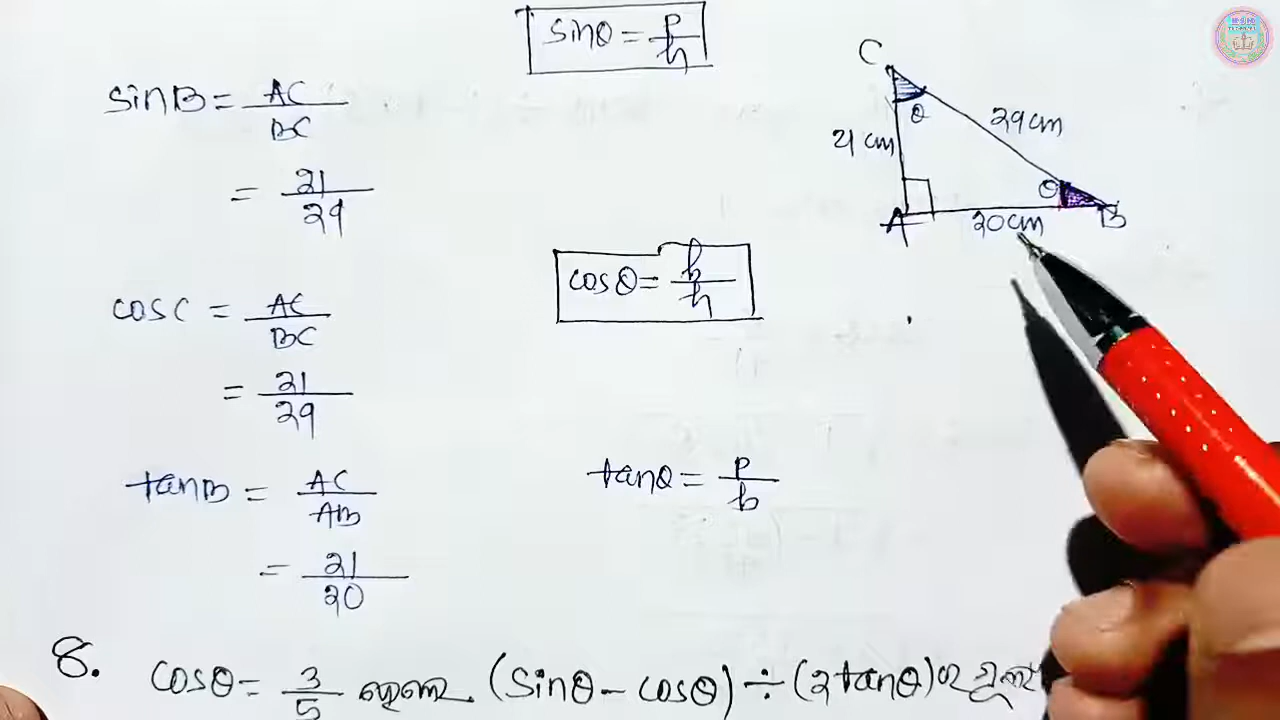 sinθ = p/h
sinB = AC/BC
= 21/29
C
θ
29 cm
21 cm
θ
A
B
20 cm
cosθ = b/h
cosC = AC/BC
= 21/29
tanB = AC/AB
tanθ = p/b
= 21/20
8. cosθ = 3/5 ହେଲେ (sinθ - cosθ) ÷ (2tanθ)ର